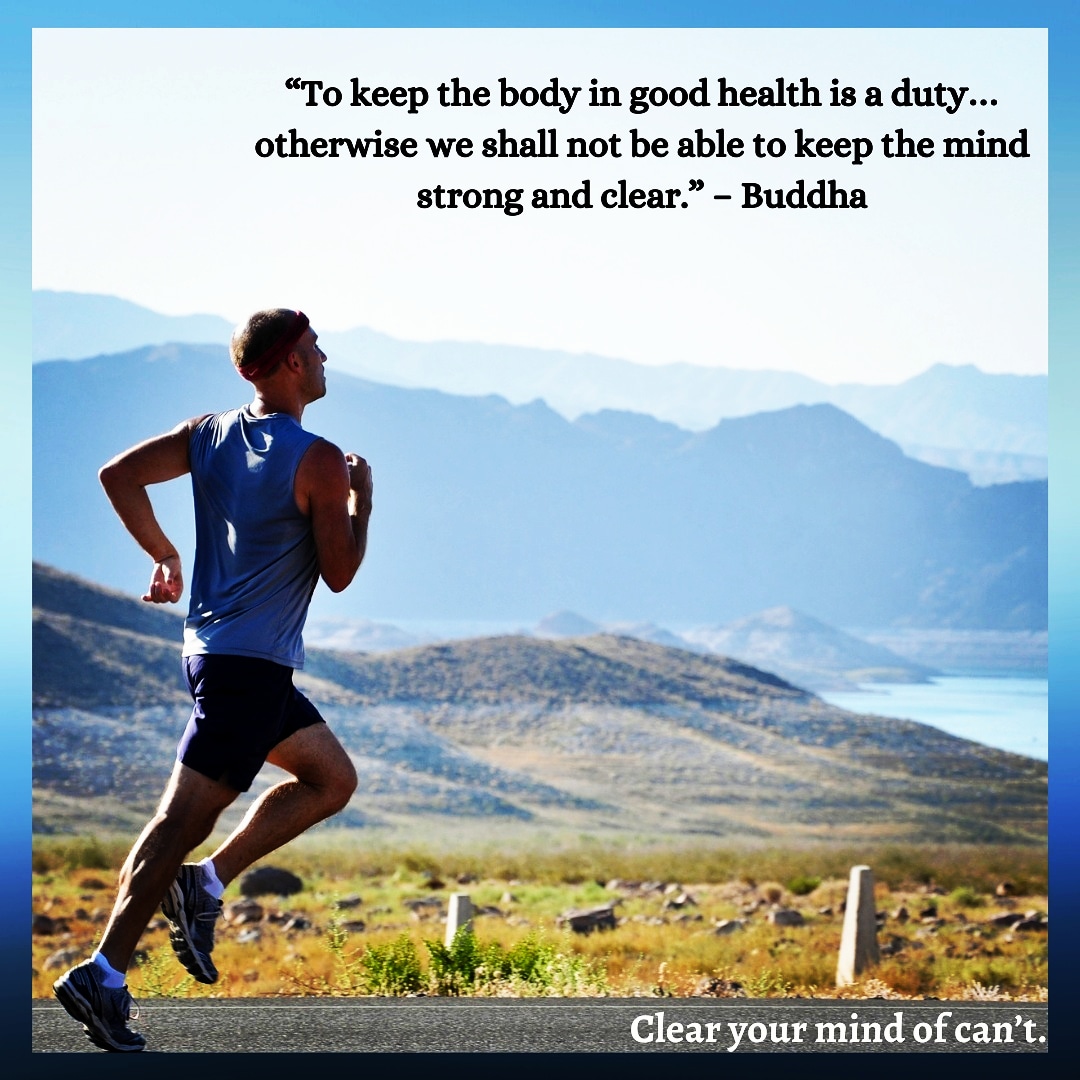 “To keep the body in good health is a duty...
otherwise we shall not be able to keep the mind
strong and clear.” – Buddha
Clear your mind of can’t.